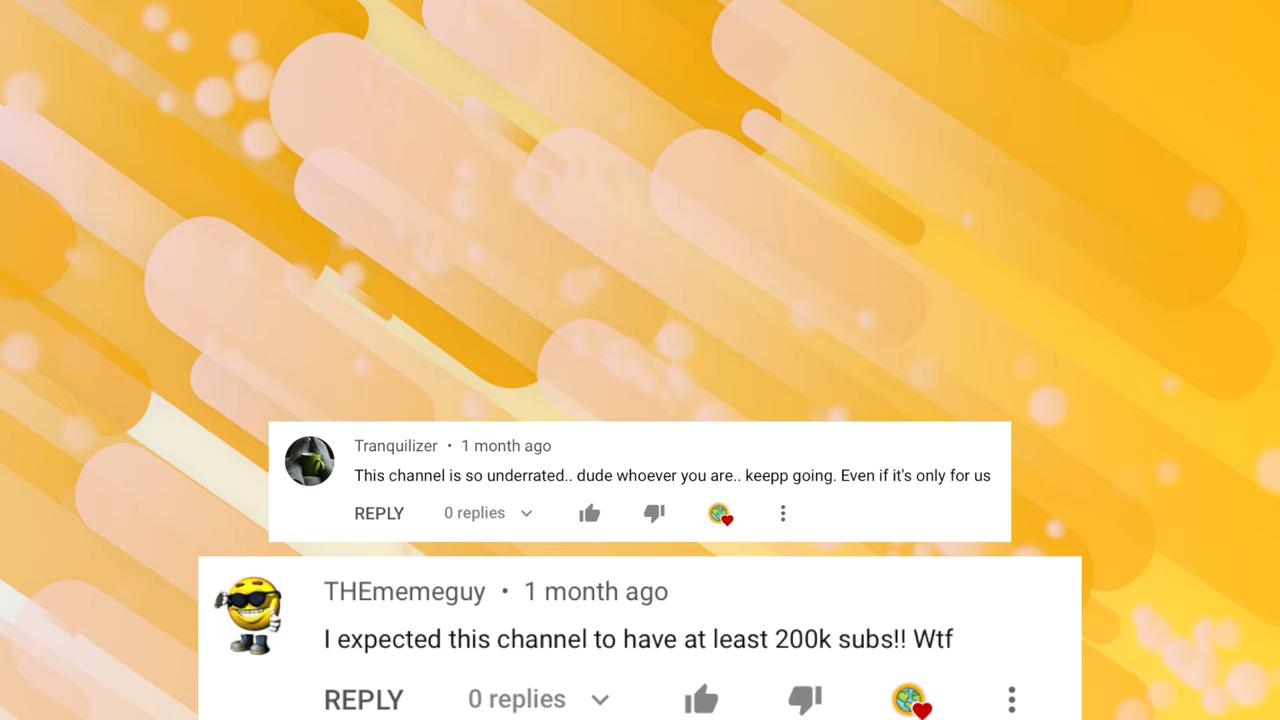 Tranquilizer • 1 month ago
This channel is so underrated.. dude whoever you are.. keepp going. Even if it's only for us
REPLY 0 replies
THEmemeguy • 1 month ago
I expected this channel to have at least 200k subs!! Wtf
REPLY 0 replies